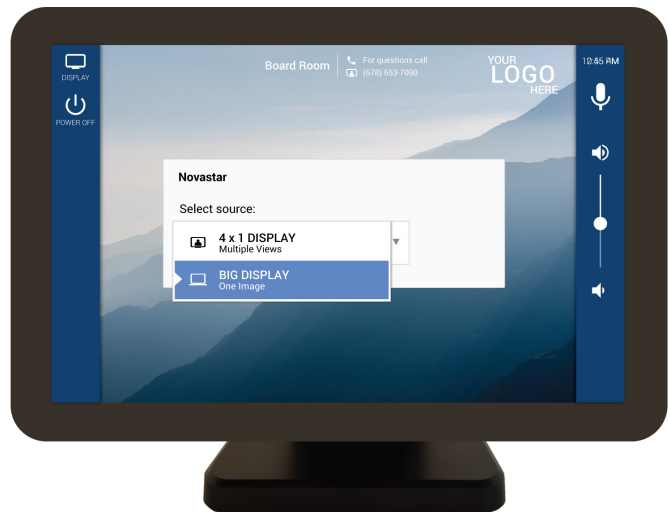 DISPLAY
POWER OFF
Board Room
For questions call
(678) 653-7090
YOUR
LOGO
HERE
Novastar
Select source:
4 x 1 DISPLAY
Multiple Views
BIG DISPLAY
One Image